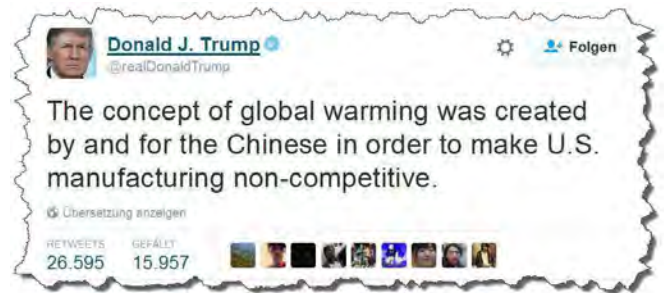 Donald J. Trump
@realDonaldTrump
Folgen
The concept of global warming was created
by and for the Chinese in order to make U.S.
manufacturing non-competitive.
Übersetzung anzeigen
RETWEETS GEFÄLLT
26.595 15.957